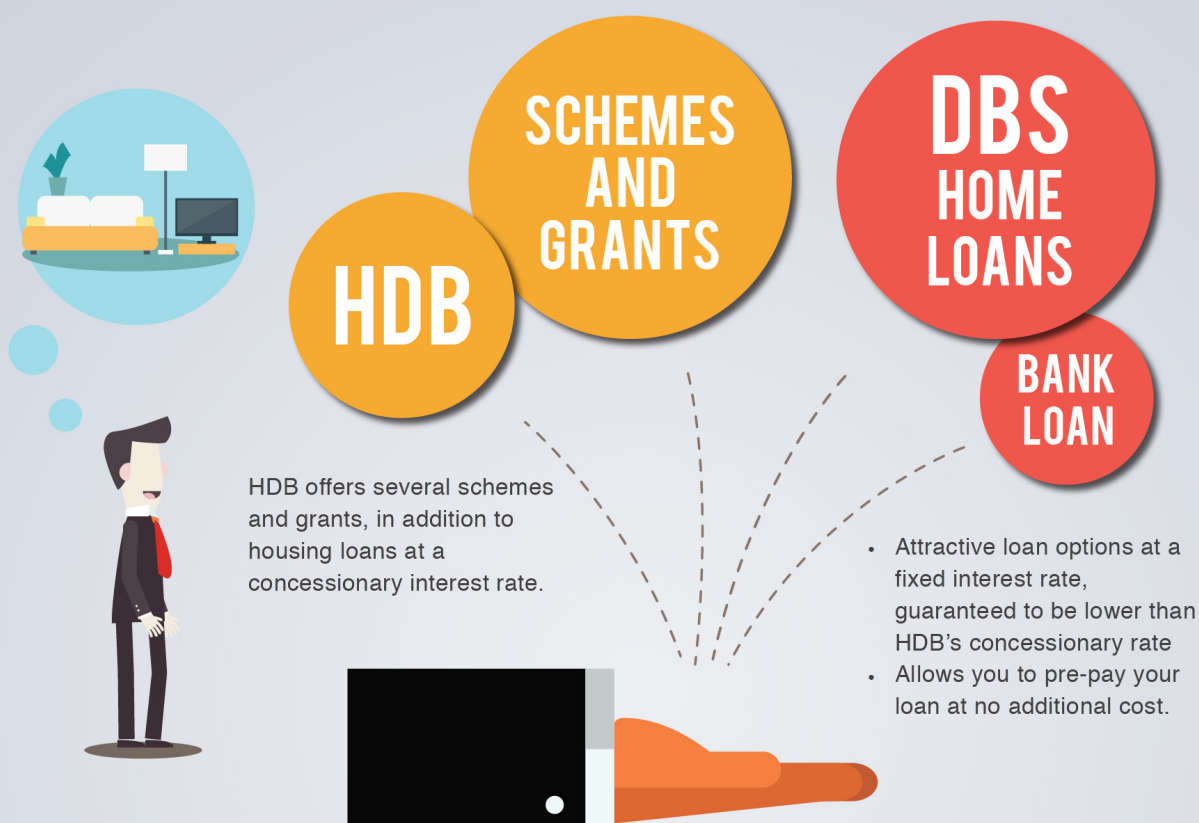 SCHEMES
AND
GRANTS
HDB
DBS
HOME
LOANS
BANK
LOAN
HDB offers several schemes
and grants, in addition to
housing loans at a
concessionary interest rate.
• Attractive loan options at a
fixed interest rate,
guaranteed to be lower than
HDB's concessionary rate
• Allows you to pre-pay your
loan at no additional cost.